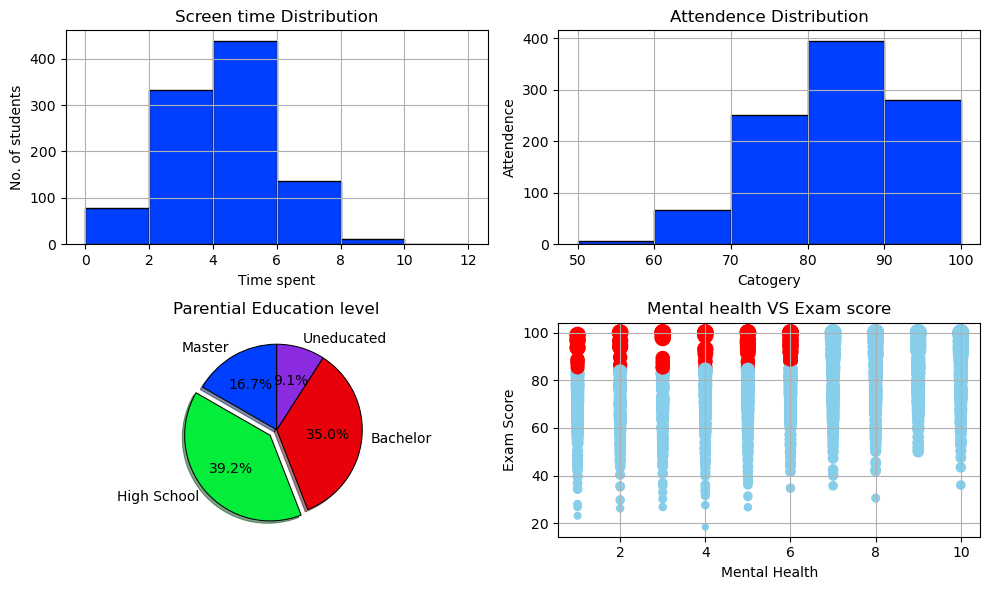 Screen time Distribution
No. of students
400
300
200
100
0
0 2 4 6 8 10 12
Time spent
Attendence Distribution
Attendence
400
300
200
100
0
50 60 70 80 90 100
Catogery
Parential Education level
Uneducated
Master
9.1%
16.7%
35.0%
Bachelor
39.2%
High School
Mental health VS Exam score
Exam Score
100
80
60
40
20
2 4 6 8 10
Mental Health